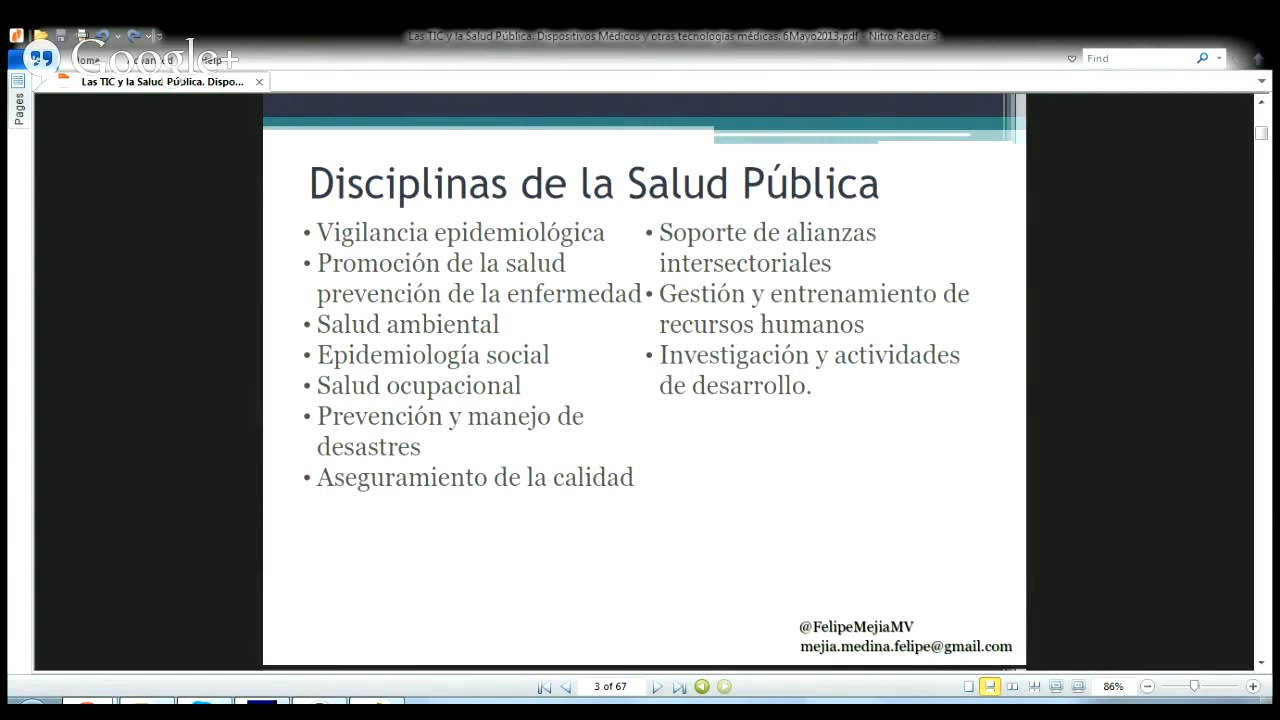 Las TIC y la Salud Pública. Dispositivos Médicos y otras tecnologías médicas. 6Mayo2013.pdf - Nitro Reader 3
Google+
Home
Help
Find
Las TIC y la Salud Pública. Dispo...
Pages
Disciplinas de la Salud Pública
• Vigilancia epidemiológica
• Promoción de la salud
prevención de la enfermedad
• Salud ambiental
• Epidemiología social
• Salud ocupacional
• Prevención y manejo de
desastres
• Aseguramiento de la calidad
• Soporte de alianzas
intersectoriales
• Gestión y entrenamiento de
recursos humanos
• Investigación y actividades
de desarrollo.
@FelipeMejiaMV
mejia.medina.felipe@gmail.com
3 of 67
86%